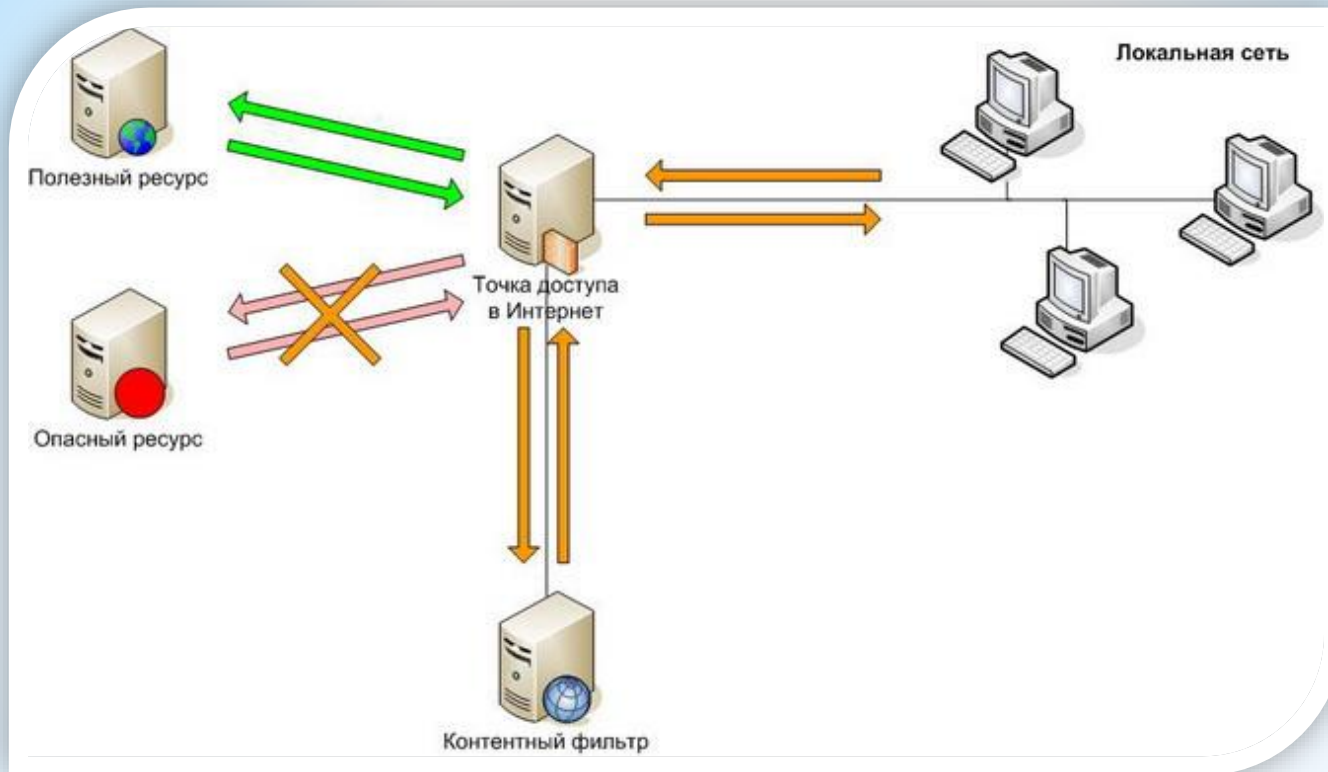 Локальная сеть
Полезный ресурс
Точка доступа
в Интернет
Опасный ресурс
Контентный фильтр